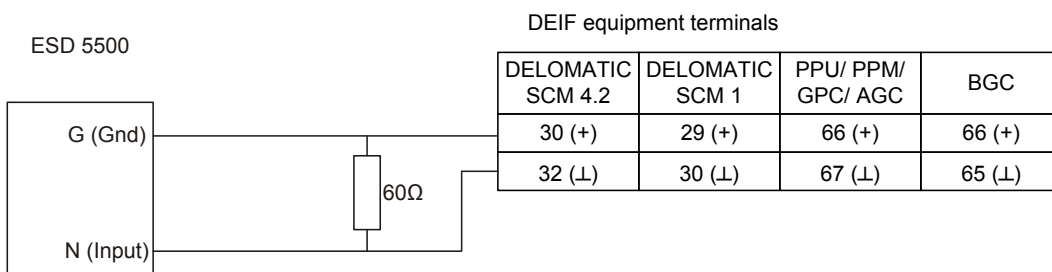 DEIF equipment terminals
ESD 5500
DELOMATIC SCM 4.2 DELOMATIC SCM 1 PPU/ PPM/ GPC/ AGC BGC
G (Gnd) 30 (+) 29 (+) 66 (+) 66 (+)
32 (⊥) 30 (⊥) 67 (⊥) 65 (⊥)
60Ω
N (Input)